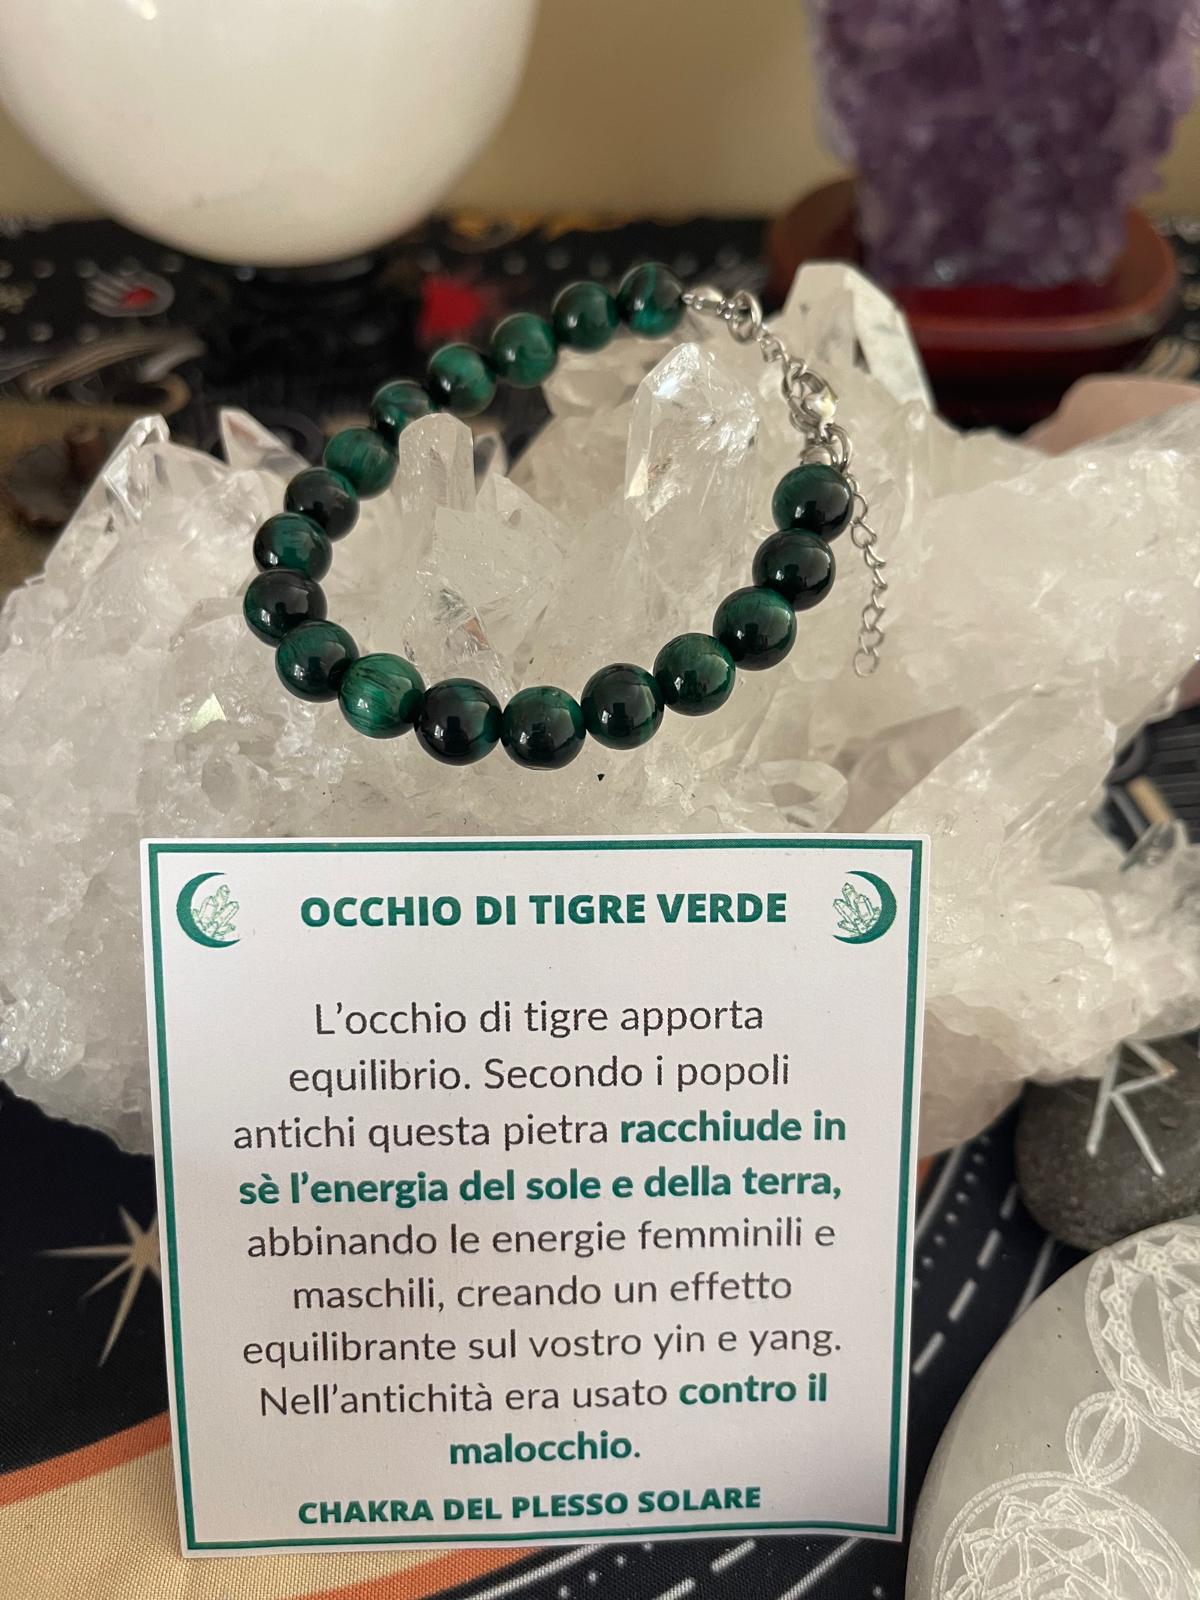 OCCHIO DI TIGRE VERDE
L'occhio di tigre apporta
equilibrio. Secondo i popoli
antichi questa pietra racchiude in
sè l'energia del sole e della terra,
abbinando le energie femminili e
maschili, creando un effetto
equilibrante sul vostro yin e yang.
Nell'antichità era usato contro il
malocchio.
CHAKRA DEL PLESSO SOLARE